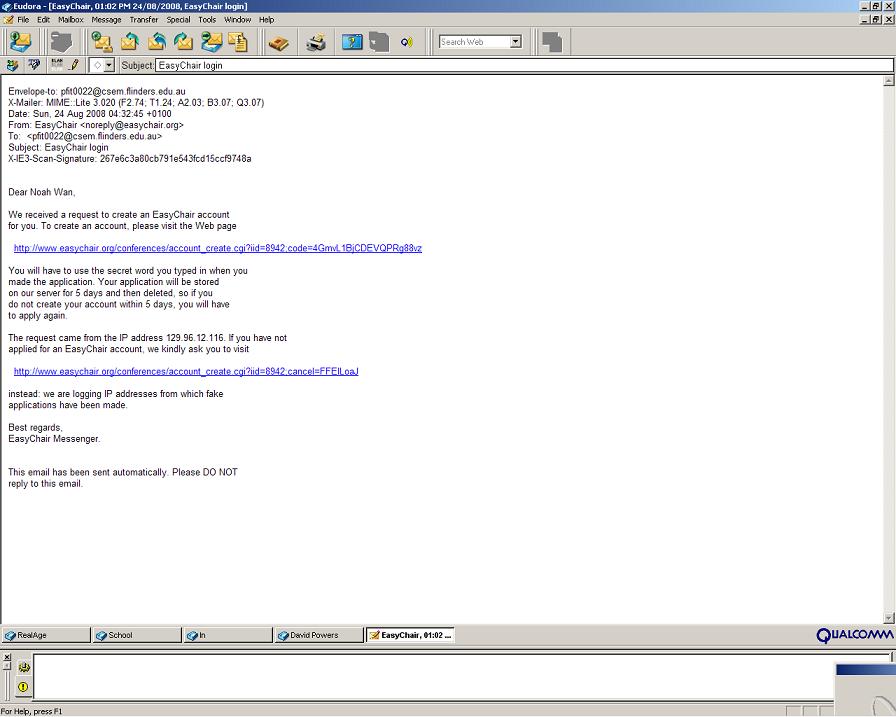 Eudora - [EasyChair, 01:02 PM 24/08/2008, EasyChair login]
File Edit Mailbox Message Transfer Special Tools Window Help
Search Web
Subject: EasyChair login
Envelope-to: pfit0022@csem.flinders.edu.au
X-Mailer: MIME::Lite 3.020 (F2.74; T1.24; A2.03; B3.07; Q3.07)
Date: Sun, 24 Aug 2008 04:32:45 +0100
From: EasyChair <noreply@easychair.org>
To: <pfit0022@csem.flinders.edu.au>
Subject: EasyChair login
X-IE3-Scan-Signature: 267e6c3a80cb791e543fcd15ccf9748a
Dear Noah Wan,
We received a request to create an EasyChair account
for you. To create an account, please visit the Web page
http://www.easychair.org/conferences/account_create.cgi?iid=8942;code=4GmvL1BjCDEVQPRg88vz
You will have to use the secret word you typed in when you
made the application. Your application will be stored
on our server for 5 days and then deleted, so if you
do not create your account within 5 days, you will have
to apply again.
The request came from the IP address 129.96.12.116. If you have not
applied for an EasyChair account, we kindly ask you to visit
http://www.easychair.org/conferences/account_create.cgi?iid=8942;cancel=FFElLoaJ
instead: we are logging IP addresses from which fake
applications have been made.
Best regards,
EasyChair Messenger.
This email has been sent automatically. Please DO NOT
reply to this email.
RealAge School In David Powers EasyChair, 01:02 ... QUALCOMM
For Help, press F1